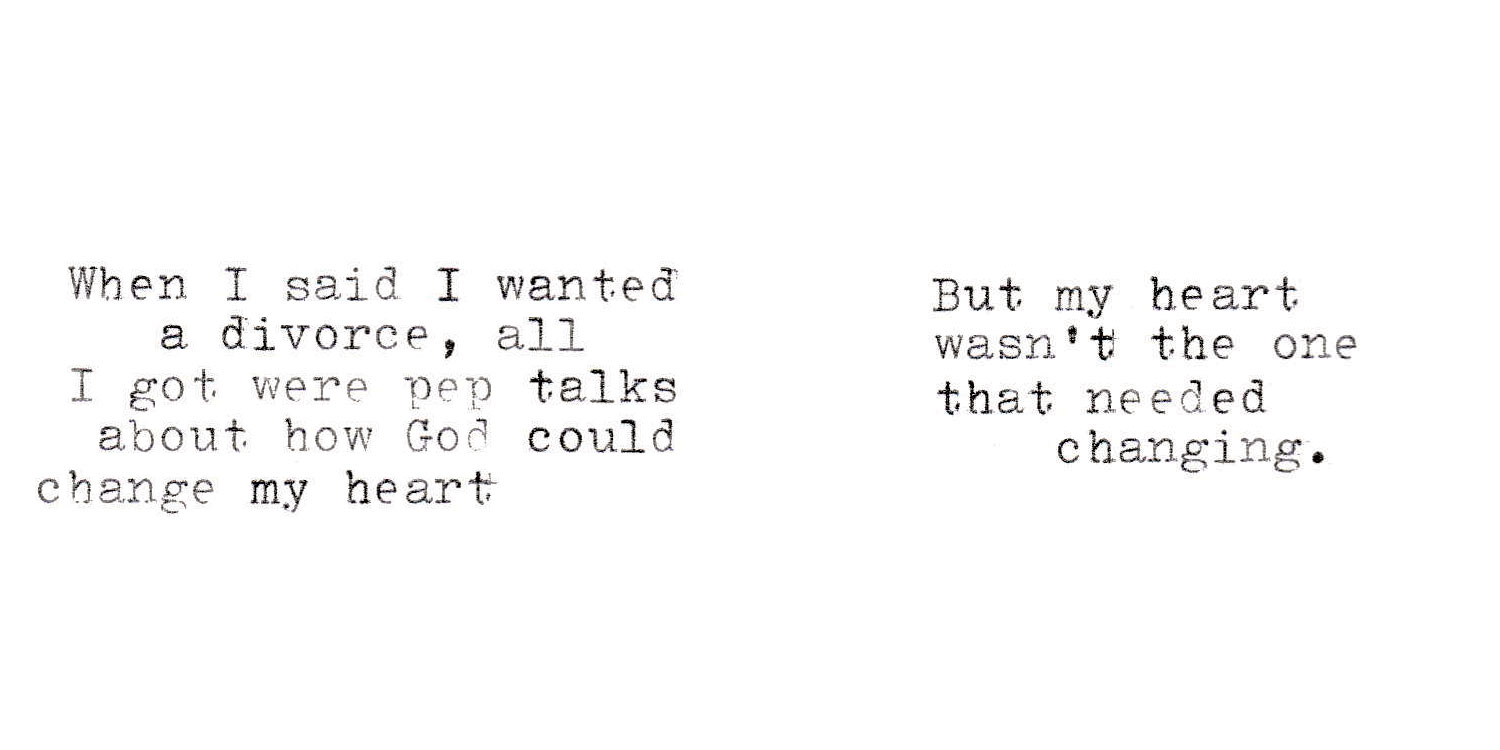 When I said I wanted
a divorce, all
I got were pep talks
about how God could
change my heart
But my heart
wasn't the one
that needed
changing.